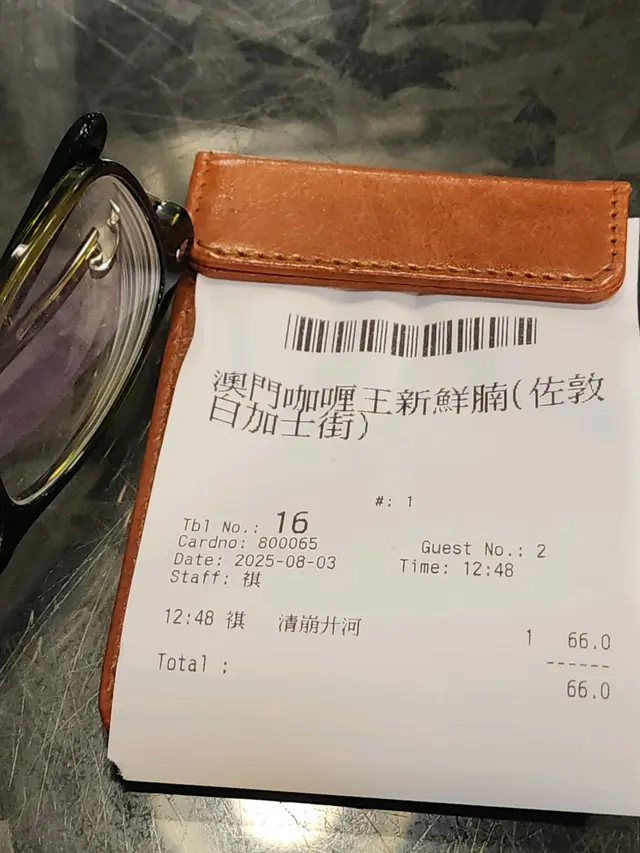 澳門咖喱王新鮮腩(佐敦
白加士街)
#: 1
Tbl No.: 16
Cardno: 800065
Guest No.: 2
Date: 2025-08-03
Time: 12:48
Staff: 祺
12:48 祺 清崩廾河 1 66.0
------
Total : 66.0